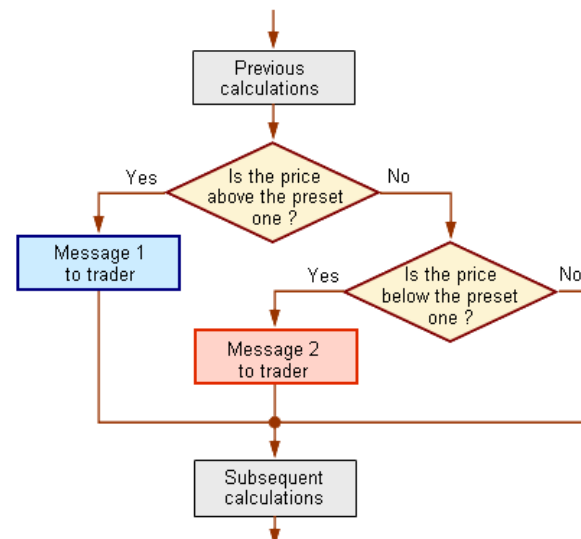 Previous
calculations
Yes
Is the price
above the preset
one ?
No
Message 1
to trader
Yes
Is the price
below the preset
one ?
No
Message 2
to trader
Subsequent
calculations